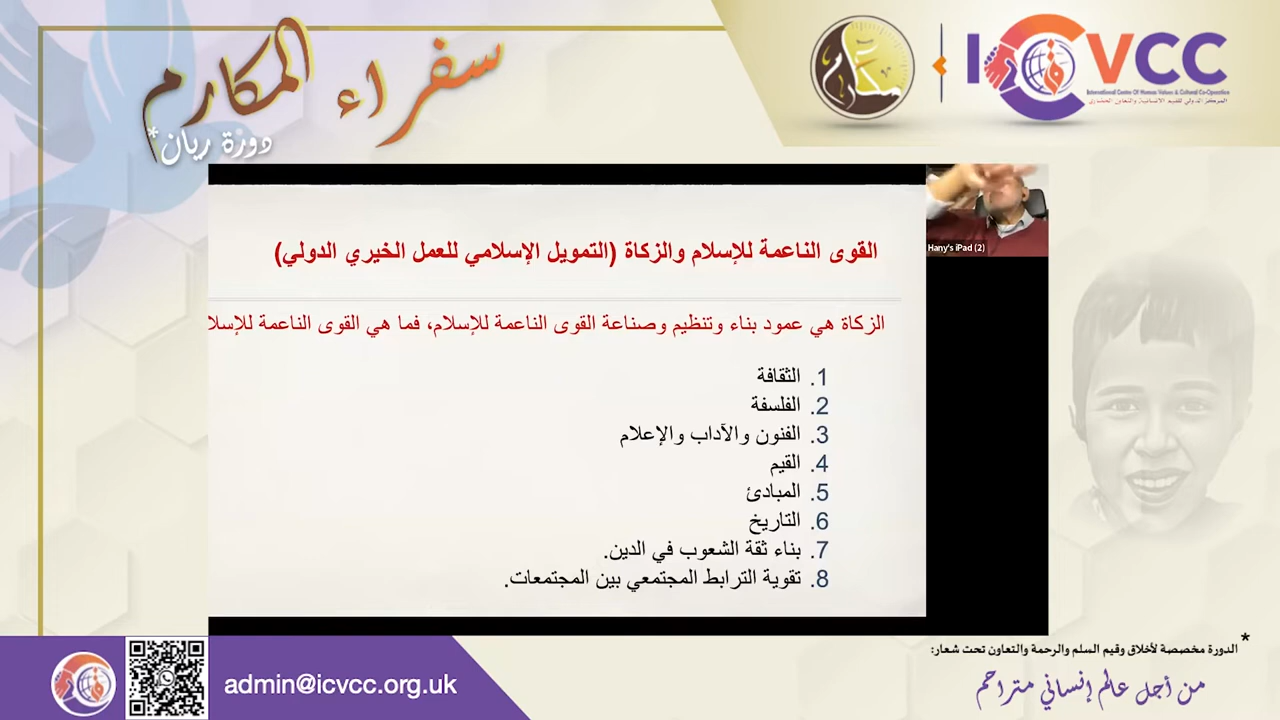 سفراء المكارم
دورة ريان*
مكارم
ICVCC
International Centre Of Human Values & Cultural Co-Operation
المركز الدولي للقيم الإنسانية والتعاون الحضاري
Hany's iPad (2)
القوى الناعمة للإسلام والزكاة (التمويل الإسلامي للعمل الخيري الدولي)
الزكاة هي عمود بناء وتنظيم وصناعة القوى الناعمة للإسلام، فما هي القوى الناعمة للإسلا
1. الثقافة
2. الفلسفة
3. الفنون والآداب والإعلام
4. القيم
5. المبادئ
6. التاريخ
7. بناء ثقة الشعوب في الدين.
8. تقوية الترابط المجتمعي بين المجتمعات.
* الدورة مخصصة لأخلاق وقيم السلم والرحمة والتعاون تحت شعار:
من أجل عالم إنساني متراحم
admin@icvcc.org.uk